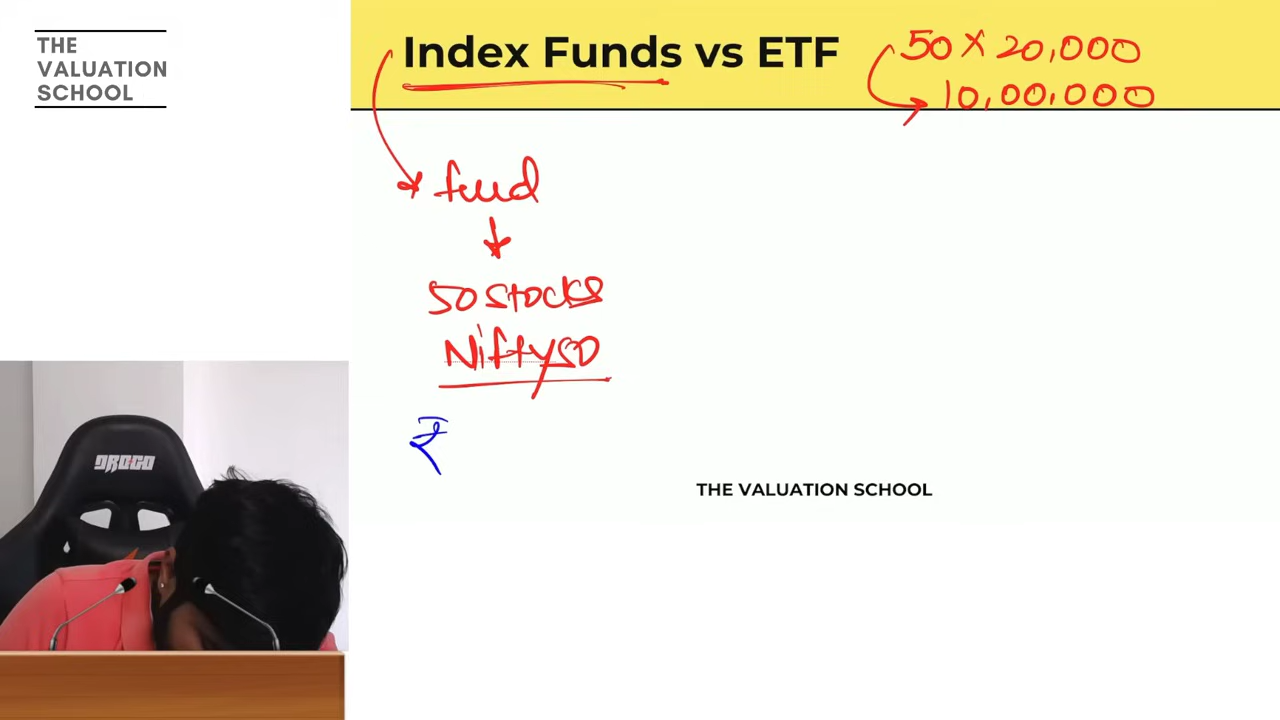 THE
VALUATION
SCHOOL
Index Funds vs ETF
50 × 20,000
10,00,000
fund
50 stocks
Nifty50
₹
DROGO
THE VALUATION SCHOOL